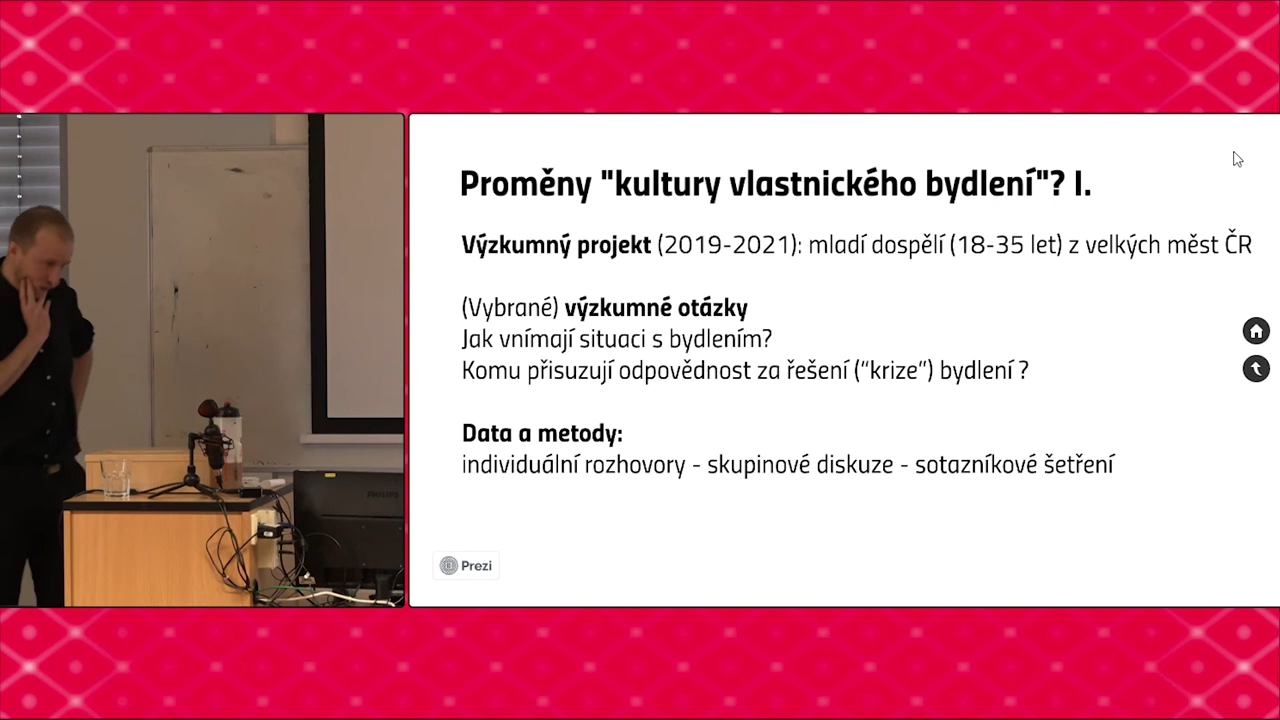 Proměny "kultury vlastnického bydlení"? I.
Výzkumný projekt (2019-2021): mladí dospělí (18-35 let) z velkých měst ČR
(Vybrané) výzkumné otázky
Jak vnímají situaci s bydlením?
Komu přisuzují odpovědnost za řešení (“krize”) bydlení ?
Data a metody:
individuální rozhovory - skupinové diskuze - sotazníkové šetření
PHILIPS
Prezi